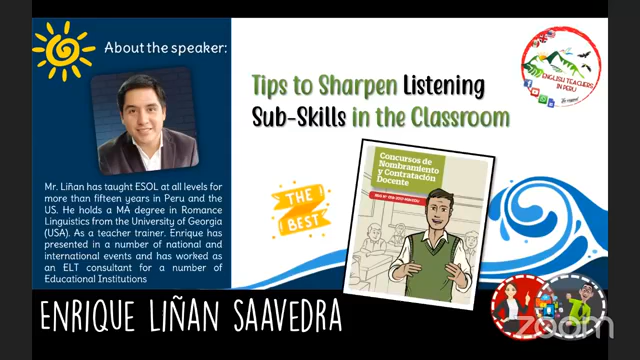 About the speaker:
Mr. Liñan has taught ESOL at all levels for
more than fifteen years in Peru and the
US. He holds a MA degree in Romance
Linguistics from the University of Georgia
(USA). As a teacher trainer. Enrique has
presented in a number of national and
international events and has worked as
an ELT consultant for a number of
Educational Institutions
Tips to Sharpen Listening
Sub-Skills in the Classroom
ENGLISH TEACHERS
IN PERU
THE
BEST
Concursos de
Nombramiento
y Contratación
Docente
ENRIQUE LIÑAN SAAVEDRA
zoom